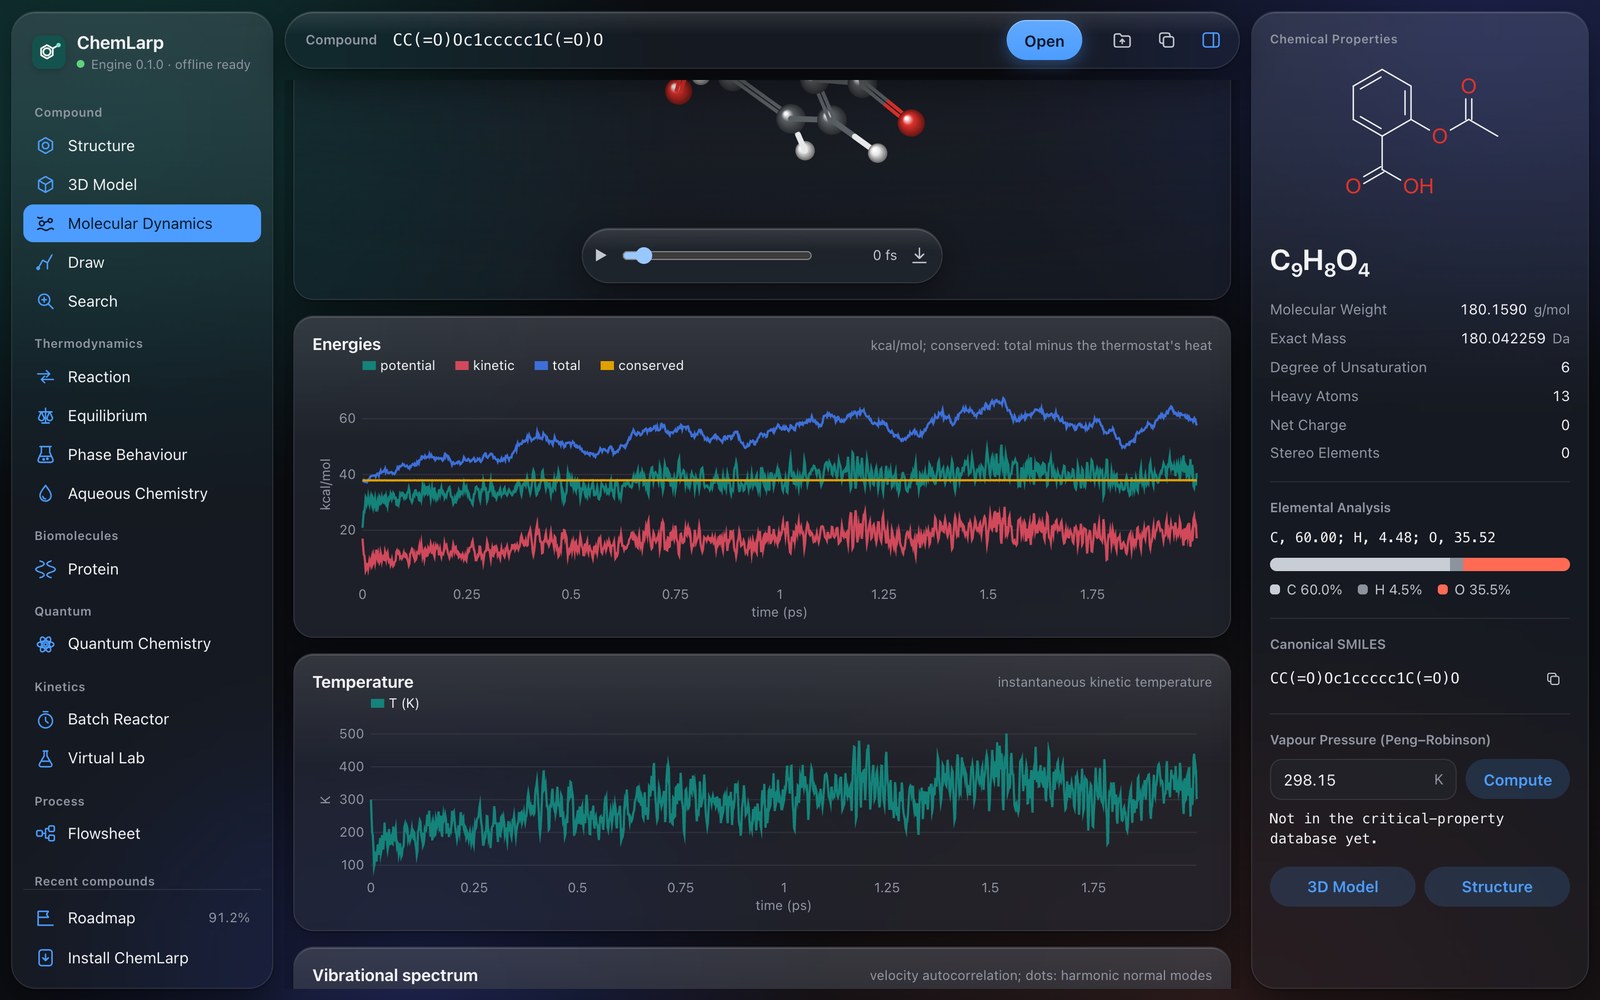 ChemLarp
Engine 0.1.0 · offline ready
Compound
Structure
3D Model
Molecular Dynamics
Draw
Search
Thermodynamics
Reaction
Equilibrium
Phase Behaviour
Aqueous Chemistry
Biomolecules
Protein
Quantum
Quantum Chemistry
Kinetics
Batch Reactor
Virtual Lab
Process
Flowsheet
Recent compounds
Roadmap 91.2%
Install ChemLarp
Compound CC(=O)Oc1ccccc1C(=O)O Open
0 fs
Energies kcal/mol; conserved: total minus the thermostat's heat
potential kinetic total conserved
60
40
20
kcal/mol
0 0.25 0.5 0.75 1 1.25 1.5 1.75
time (ps)
Temperature instantaneous kinetic temperature
T (K)
500
400
300
200
100
K
0 0.25 0.5 0.75 1 1.25 1.5 1.75
time (ps)
Vibrational spectrum velocity autocorrelation; dots: harmonic normal modes
Chemical Properties
O
O
O OH
C₉H₈O₄
Molecular Weight 180.1590 g/mol
Exact Mass 180.042259 Da
Degree of Unsaturation 6
Heavy Atoms 13
Net Charge 0
Stereo Elements 0
Elemental Analysis
C, 60.00; H, 4.48; O, 35.52
C 60.0% H 4.5% O 35.5%
Canonical SMILES
CC(=O)Oc1ccccc1C(=O)O
Vapour Pressure (Peng–Robinson)
298.15 K Compute
Not in the critical-property
database yet.
3D Model Structure